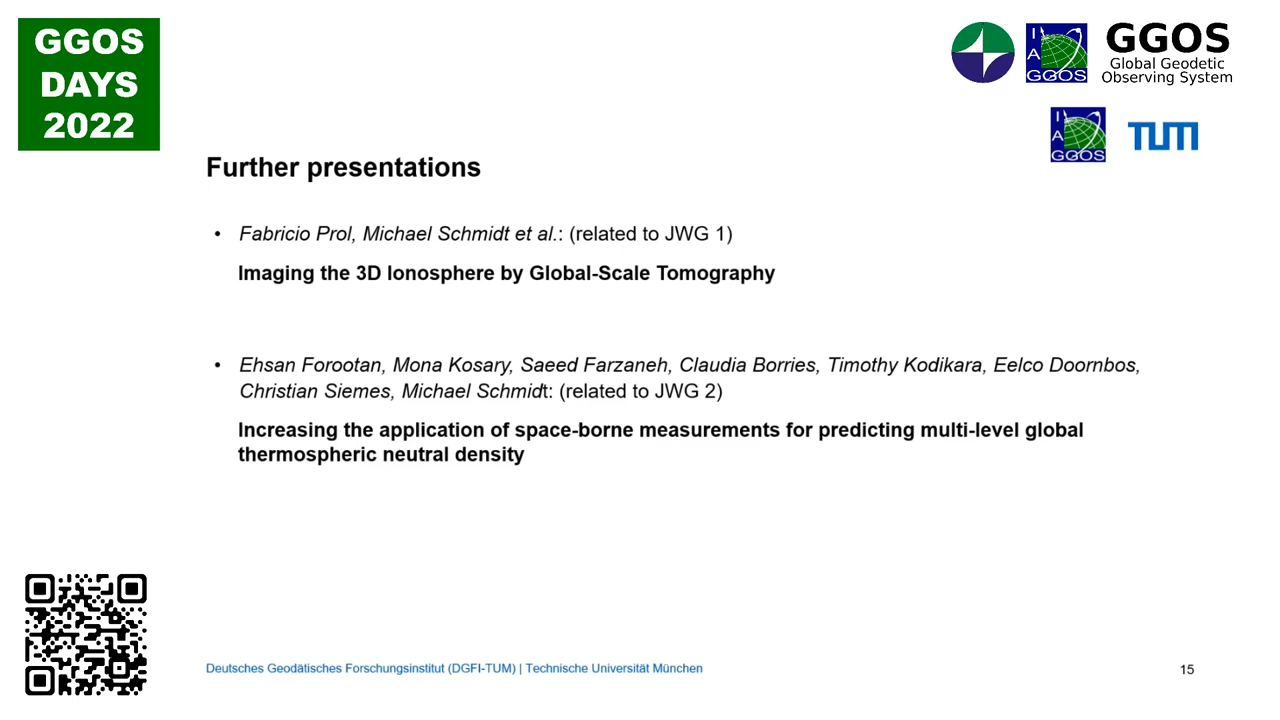 GGOS
DAYS
2022
I
A
GGOS
GGOS
Global Geodetic
Observing System
I
A
GGOS
TUM
Further presentations
• Fabricio Prol, Michael Schmidt et al.: (related to JWG 1)
Imaging the 3D Ionosphere by Global-Scale Tomography
• Ehsan Forootan, Mona Kosary, Saeed Farzaneh, Claudia Borries, Timothy Kodikara, Eelco Doornbos,
Christian Siemes, Michael Schmidt: (related to JWG 2)
Increasing the application of space-borne measurements for predicting multi-level global
thermospheric neutral density
Deutsches Geodätisches Forschungsinstitut (DGFI-TUM) | Technische Universität München
15